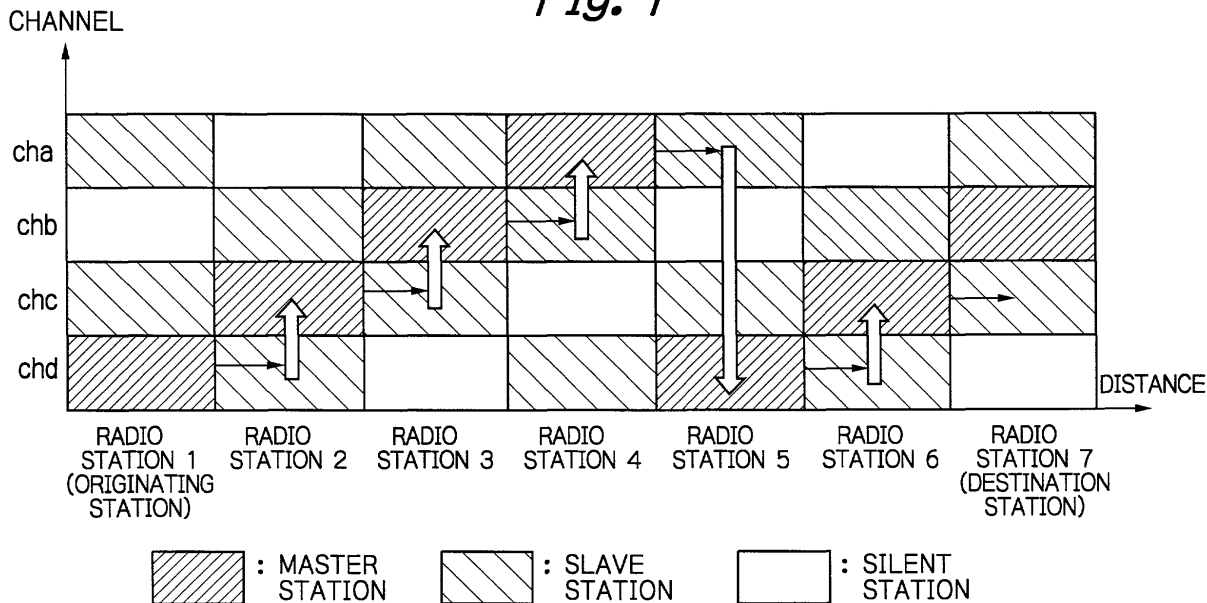 Fig. 7
CHANNEL
cha
chb
chc
chd
DISTANCE
RADIO
STATION 1
(ORIGINATING
STATION)
RADIO
STATION 2
RADIO
STATION 3
RADIO
STATION 4
RADIO
STATION 5
RADIO
STATION 6
RADIO
STATION 7
(DESTINATION
STATION)
: MASTER
STATION
: SLAVE
STATION
: SILENT
STATION